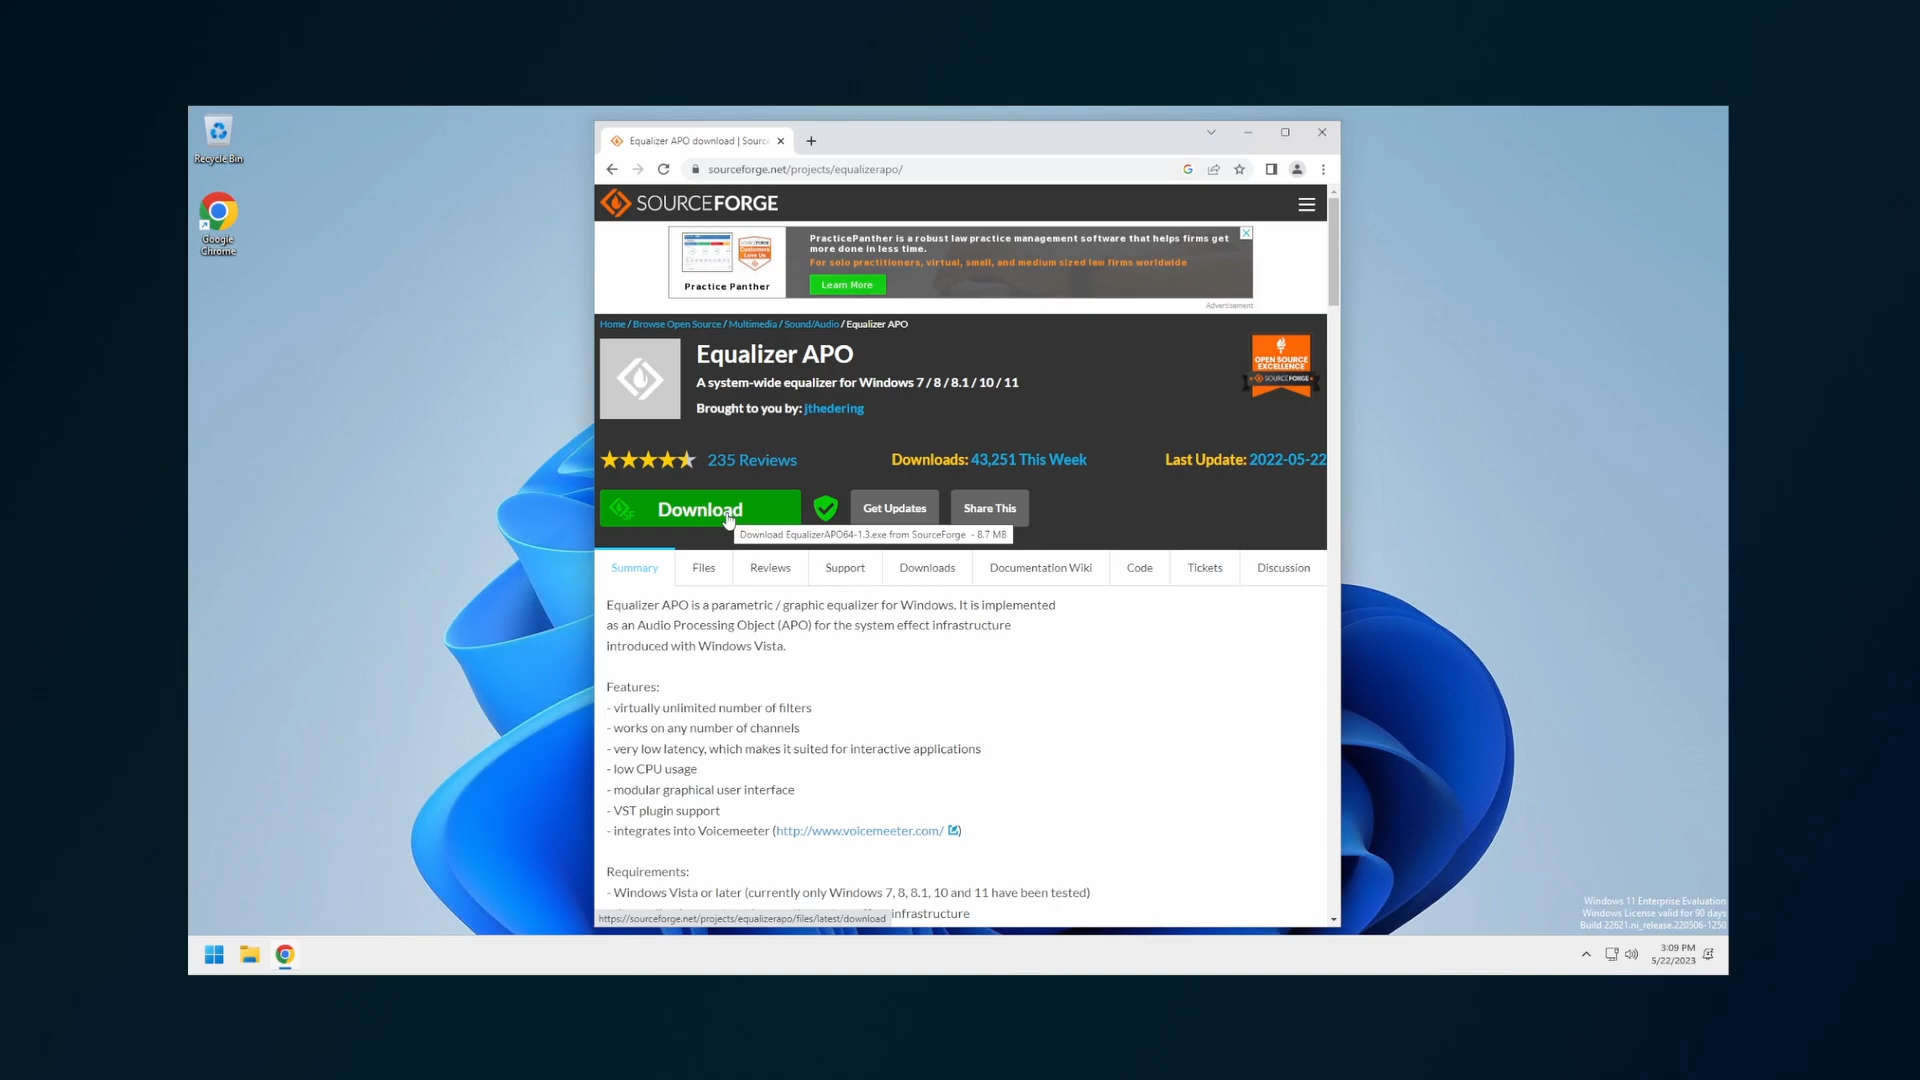 Recycle Bin
Google
Chrome
Equalizer APO download | Source
sourceforge.net/projects/equalizerapo/
SOURCEFORGE
PracticePanther is a robust law practice management software that helps firms get
more done in less time.
For solo practitioners, virtual, small, and medium sized law firms worldwide
Practice Panther
Learn More
Advertisement
Home / Browse Open Source / Multimedia / Sound/Audio / Equalizer APO
Equalizer APO
A system-wide equalizer for Windows 7 / 8 / 8.1 / 10 / 11
Brought to you by: jthedering
OPEN SOURCE
EXCELLENCE
SOURCEFORGE
235 Reviews
Downloads: 43,251 This Week
Last Update: 2022-05-22
SF
Download
Get Updates
Share This
Download EqualizerAPO64-1.3.exe from SourceForge - 8.7 MB
Summary
Files
Reviews
Support
Downloads
Documentation Wiki
Code
Tickets
Discussion
Equalizer APO is a parametric / graphic equalizer for Windows. It is implemented
as an Audio Processing Object (APO) for the system effect infrastructure
introduced with Windows Vista.
Features:
- virtually unlimited number of filters
- works on any number of channels
- very low latency, which makes it suited for interactive applications
- low CPU usage
- modular graphical user interface
- VST plugin support
- integrates into Voicemeeter (http://www.voicemeeter.com/ )
Requirements:
- Windows Vista or later (currently only Windows 7, 8, 8.1, 10 and 11 have been tested)
infrastructure
https://sourceforge.net/projects/equalizerapo/files/latest/download
Windows 11 Enterprise Evaluation
Windows License valid for 90 days
Build 22621.ni_release.220506-1250
3:09 PM
5/22/2023